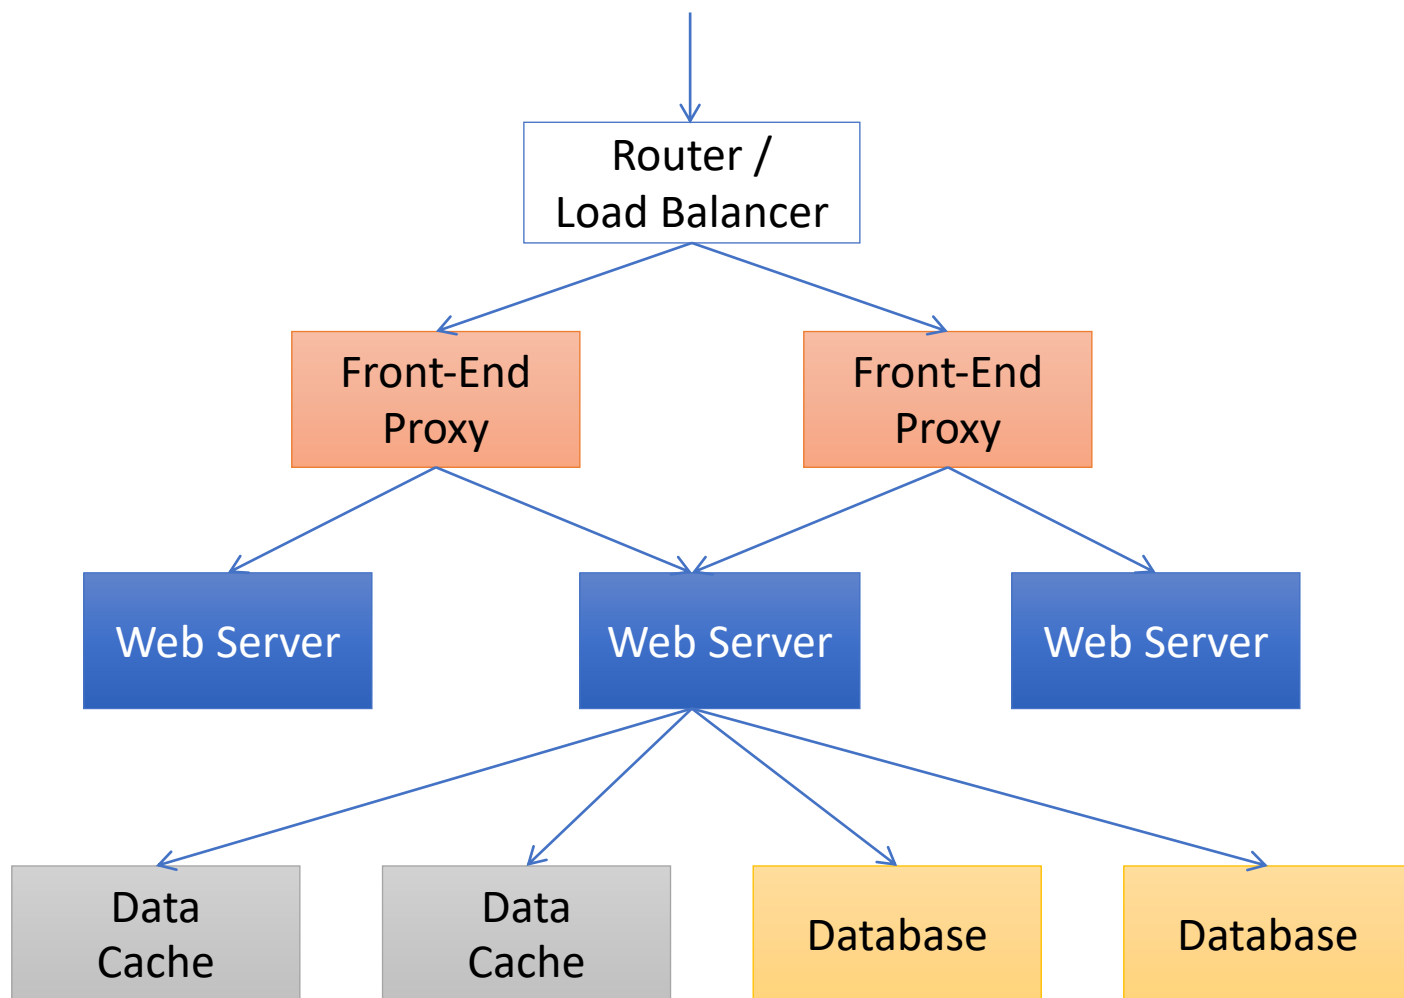 Router /
Load Balancer
Front-End
Proxy
Front-End
Proxy
Web Server
Web Server
Web Server
Data
Cache
Data
Cache
Database
Database